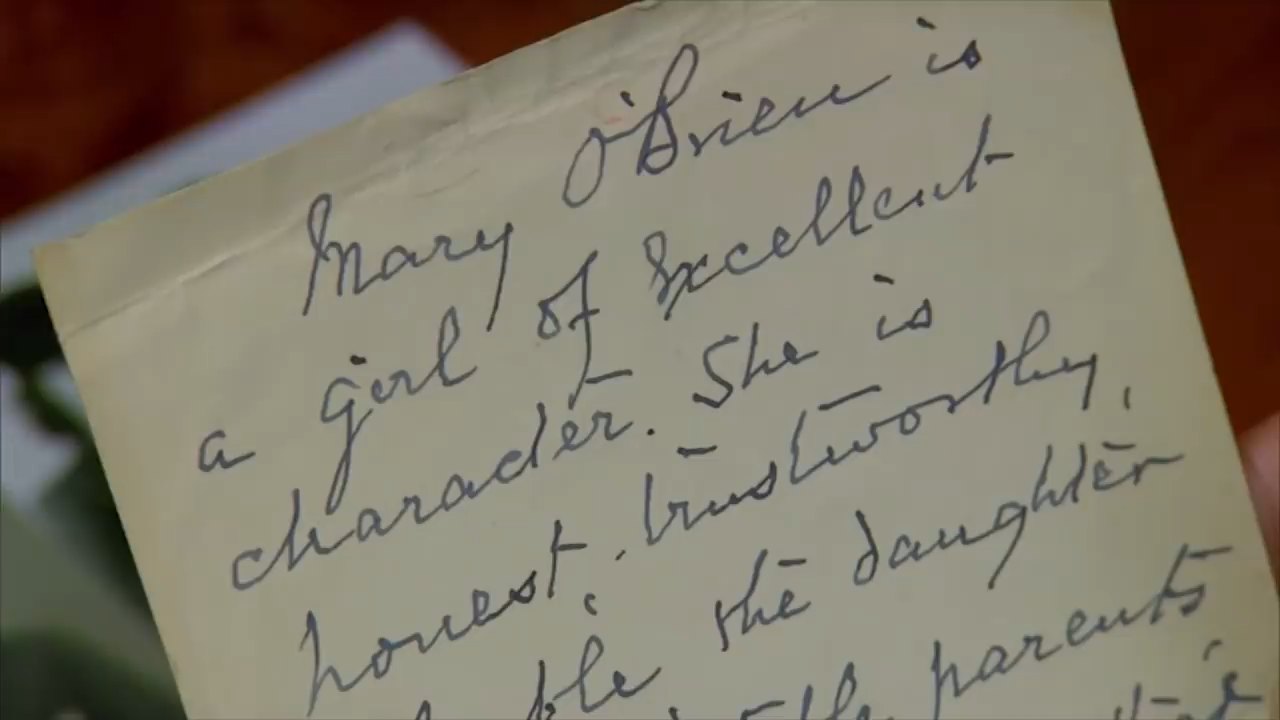 Mary O'Brien is
a girl of excellent
character. She is
honest, trustworthy,
the daughter
parents